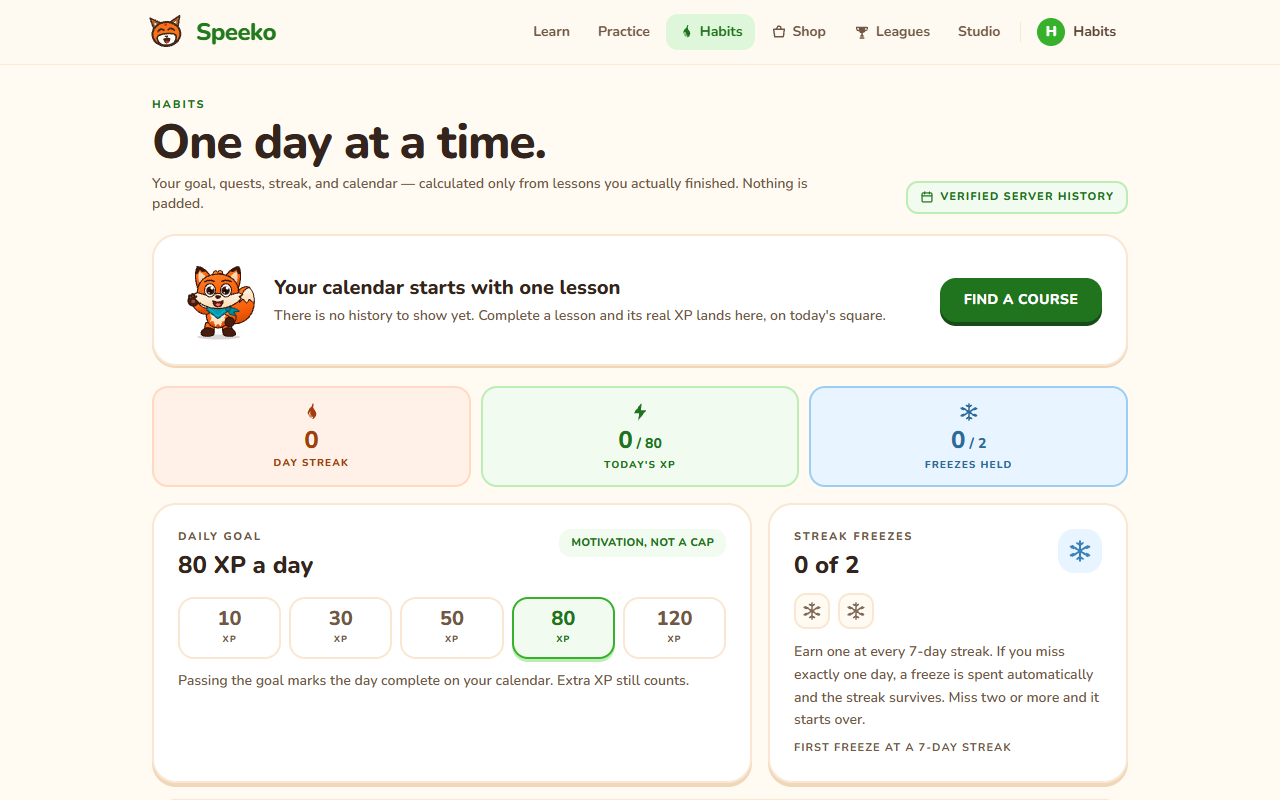 Speeko
Learn
Practice
Habits
Shop
Leagues
Studio
H
Habits
HABITS
One day at a time.
Your goal, quests, streak, and calendar — calculated only from lessons you actually finished. Nothing is
padded.
VERIFIED SERVER HISTORY
Your calendar starts with one lesson
There is no history to show yet. Complete a lesson and its real XP lands here, on today's square.
FIND A COURSE
0
DAY STREAK
0 / 80
TODAY'S XP
0 / 2
FREEZES HELD
DAILY GOAL
80 XP a day
MOTIVATION, NOT A CAP
10
XP
30
XP
50
XP
80
XP
120
XP
Passing the goal marks the day complete on your calendar. Extra XP still counts.
STREAK FREEZES
0 of 2
Earn one at every 7-day streak. If you miss
exactly one day, a freeze is spent automatically
and the streak survives. Miss two or more and it
starts over.
FIRST FREEZE AT A 7-DAY STREAK